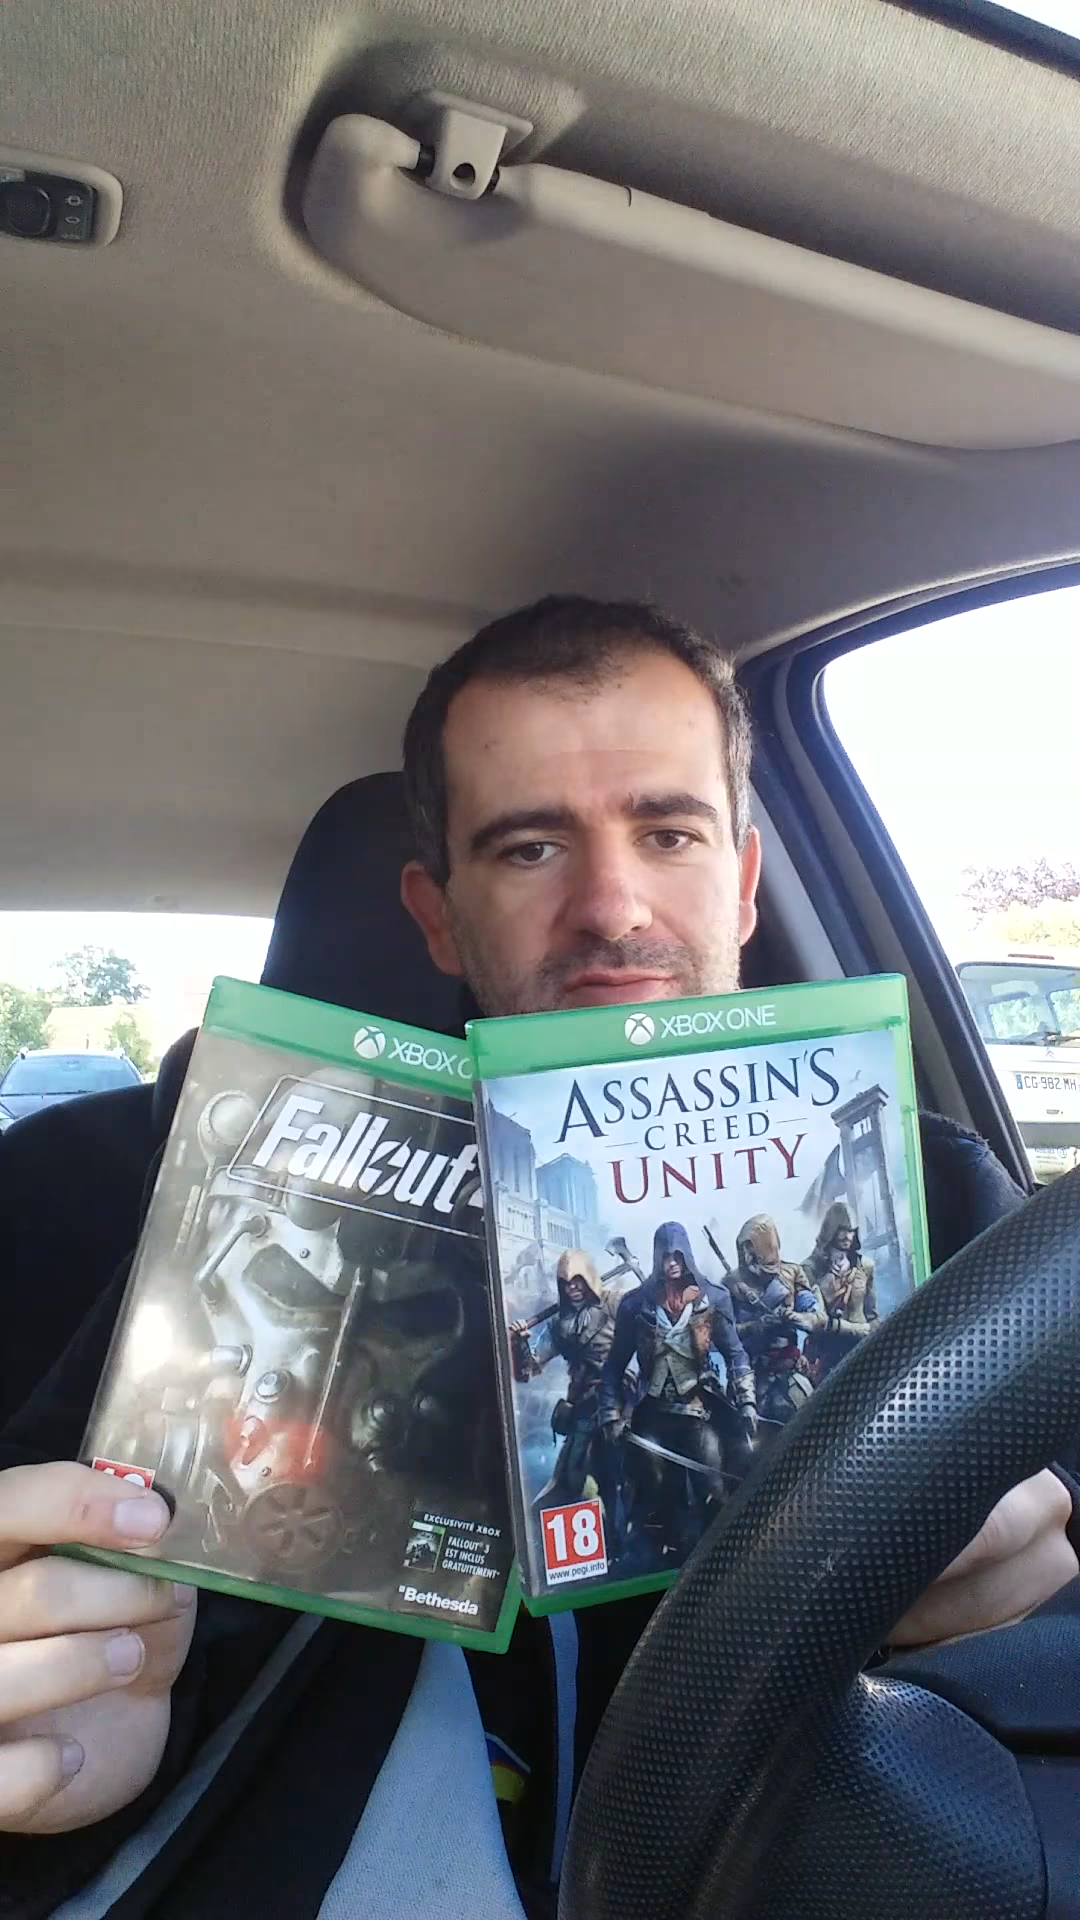 XBOX O
Fallout
EXCLUSIVITÉ XBOX
FALLOUT® 3
EST INCLUS
GRATUITEMENT*
Bethesda
XBOX ONE
ASSASSIN'S
CREED
UNITY
18
www.pegi.info
CG-982 MH